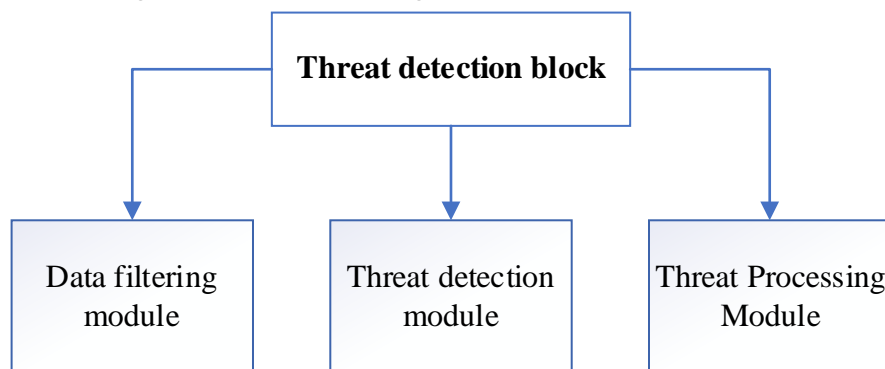 Threat detection block
Data filtering
module
Threat detection
module
Threat Processing
Module